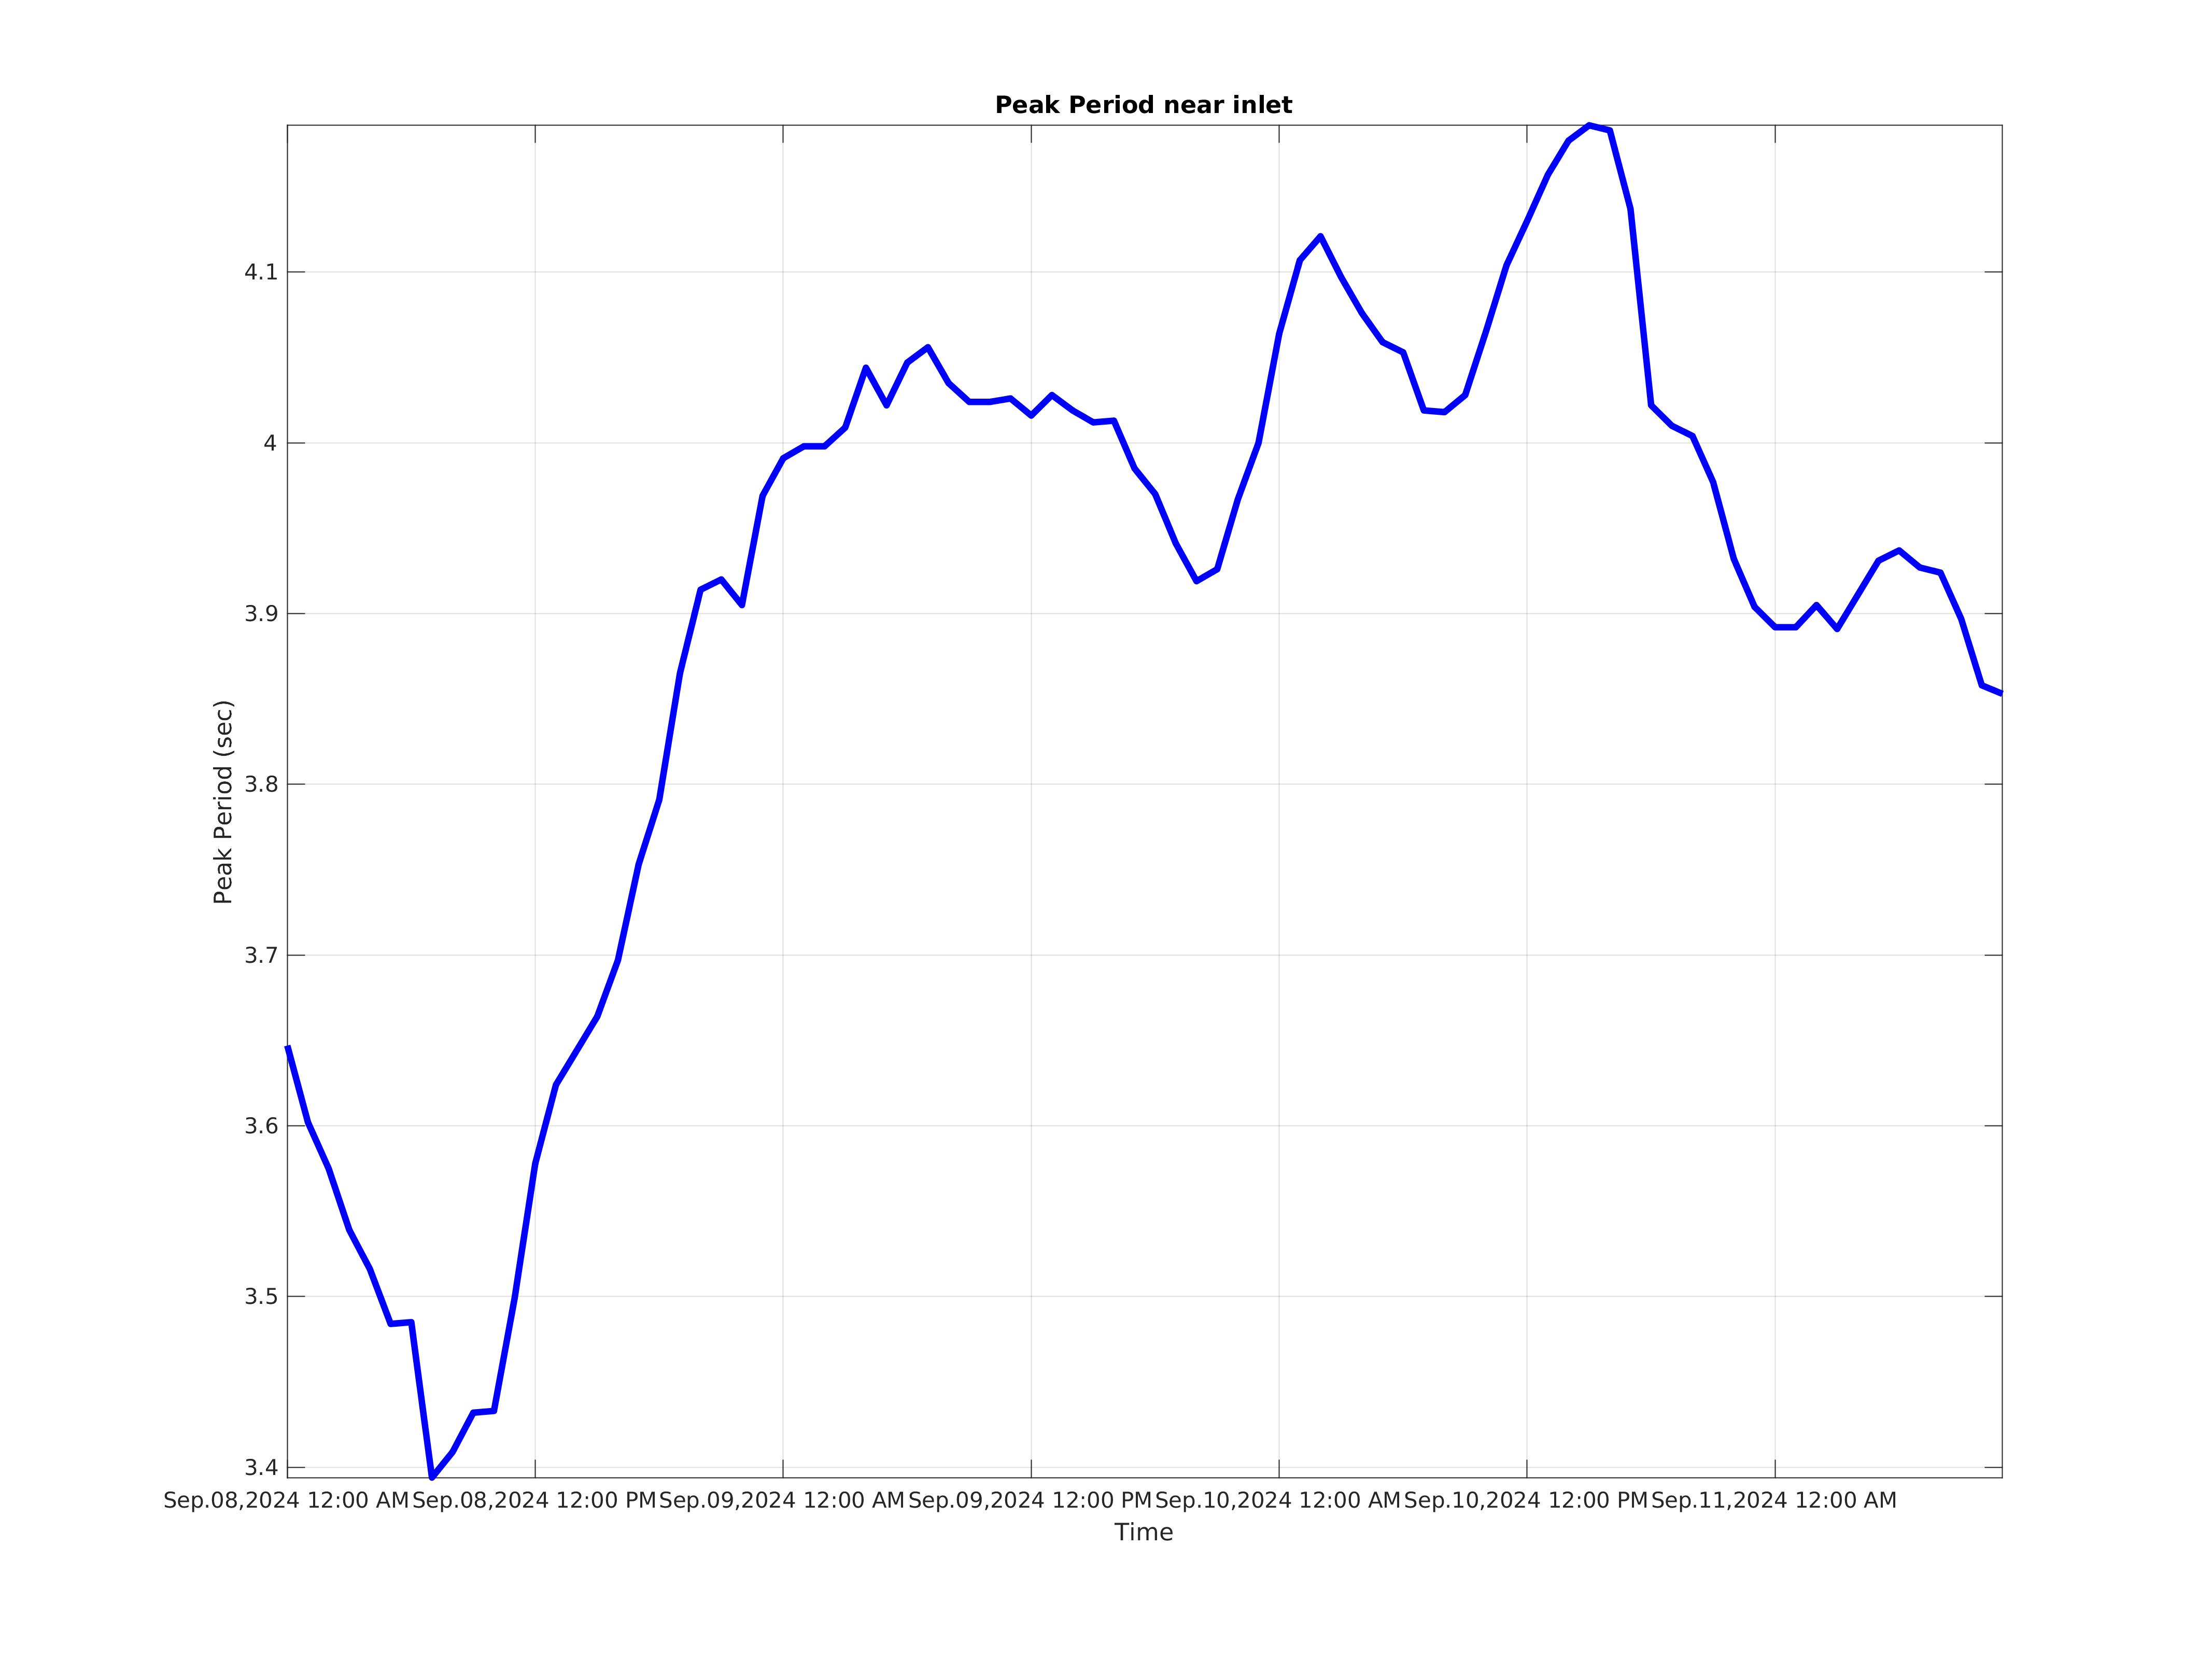 Peak Period near inlet
4.1
4
3.9
3.8
3.7
3.6
3.5
3.4
Peak Period (sec)
Sep.08,2024 12:00 AM Sep.08,2024 12:00 PM Sep.09,2024 12:00 AM Sep.09,2024 12:00 PM Sep.10,2024 12:00 AM Sep.10,2024 12:00 PM Sep.11,2024 12:00 AM
Time